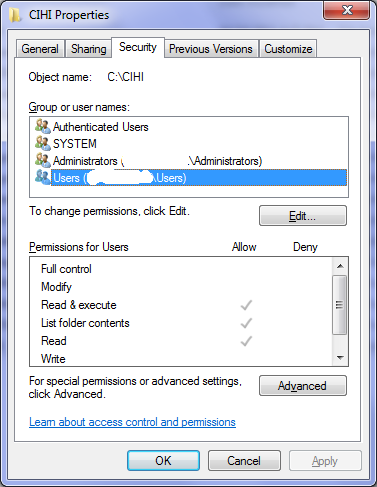 CIHI Properties
General Sharing Security Previous Versions Customize
Object name: C:\CIHI
Group or user names:
Authenticated Users
SYSTEM
Administrators (\ .\Administrators)
Users ( \Users)
To change permissions, click Edit. Edit...
Permissions for Users Allow Deny
Full control
Modify
Read & execute
List folder contents
Read
Write
For special permissions or advanced settings, Advanced
click Advanced.
Learn about access control and permissions
OK Cancel Apply